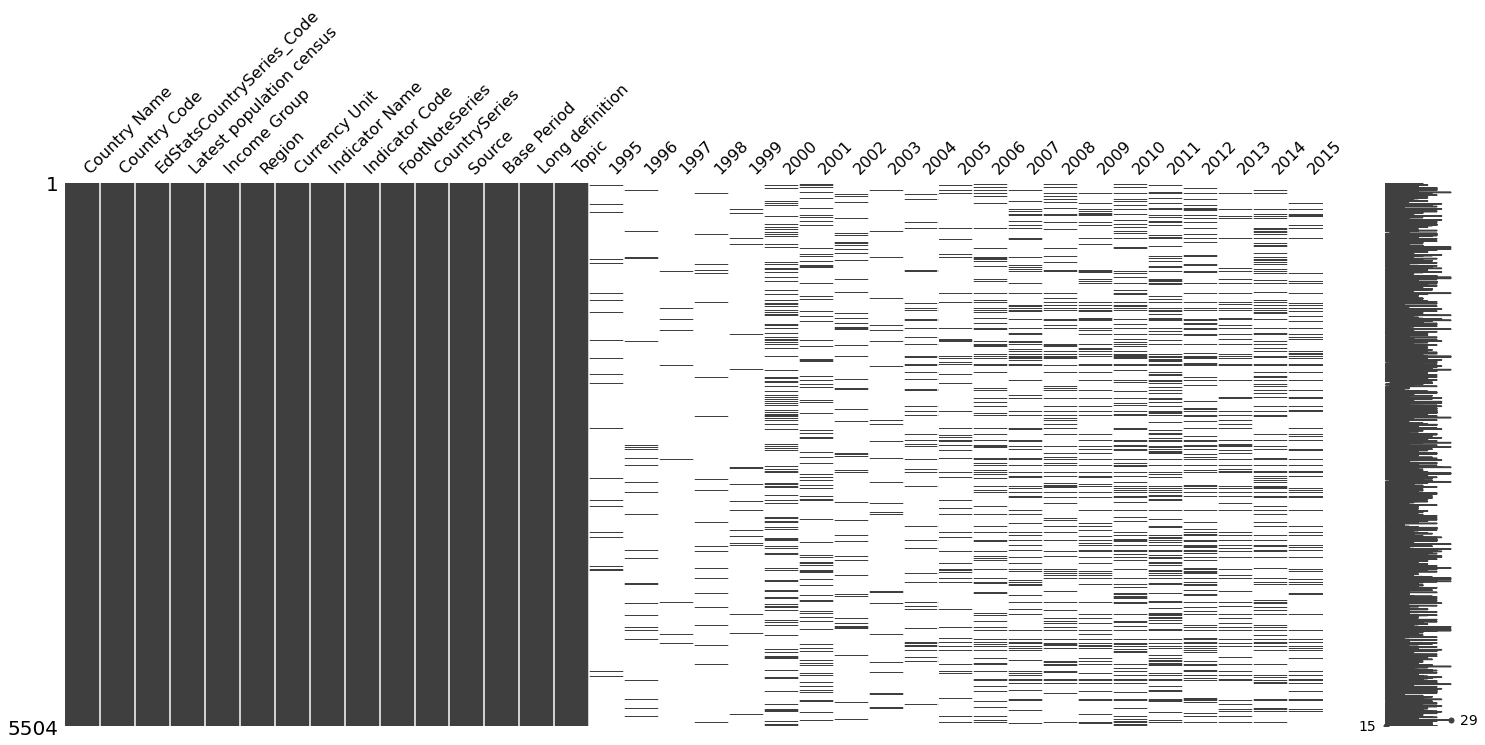 Country Name
Country Code
EdStatsCountrySeries_Code
Latest population census
Income Group
Region
Currency Unit
Indicator Name
Indicator Code
FootNoteSeries
CountrySeries
Source
Base Period
Long definition
Topic
1995
1996
1997
1998
1999
2000
2001
2002
2003
2004
2005
2006
2007
2008
2009
2010
2011
2012
2013
2014
2015
1
5504
15
29